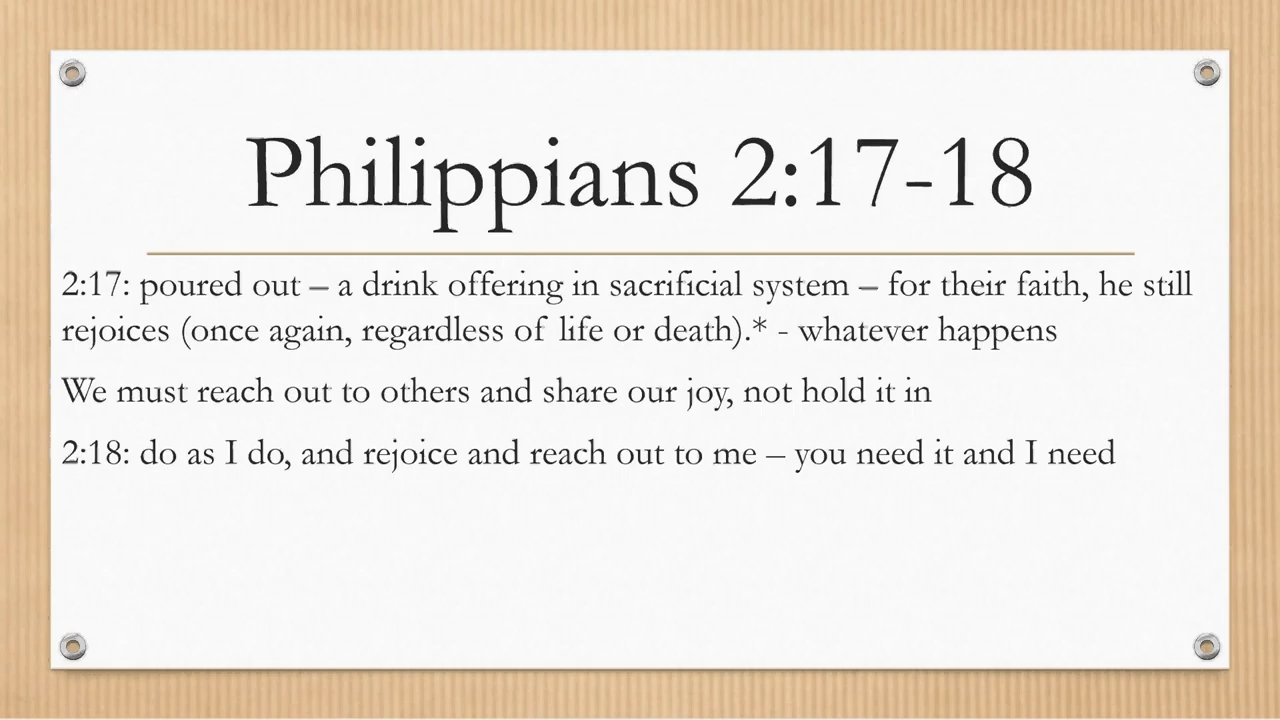 Philippians 2:17-18
2:17: poured out – a drink offering in sacrificial system – for their faith, he still
rejoices (once again, regardless of life or death).* - whatever happens
We must reach out to others and share our joy, not hold it in
2:18: do as I do, and rejoice and reach out to me – you need it and I need